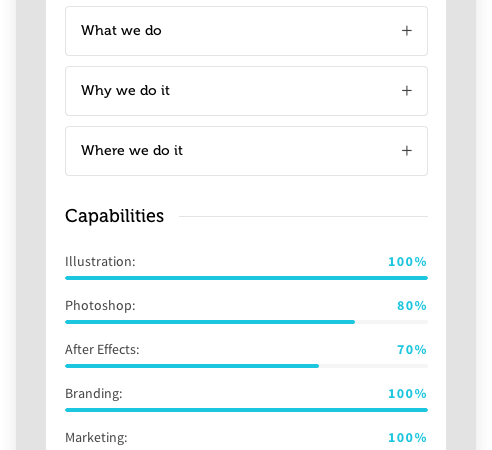 What we do +
Why we do it +
Where we do it +
Capabilities
Illustration: 100%
Photoshop: 80%
After Effects: 70%
Branding: 100%
Marketing: 100%